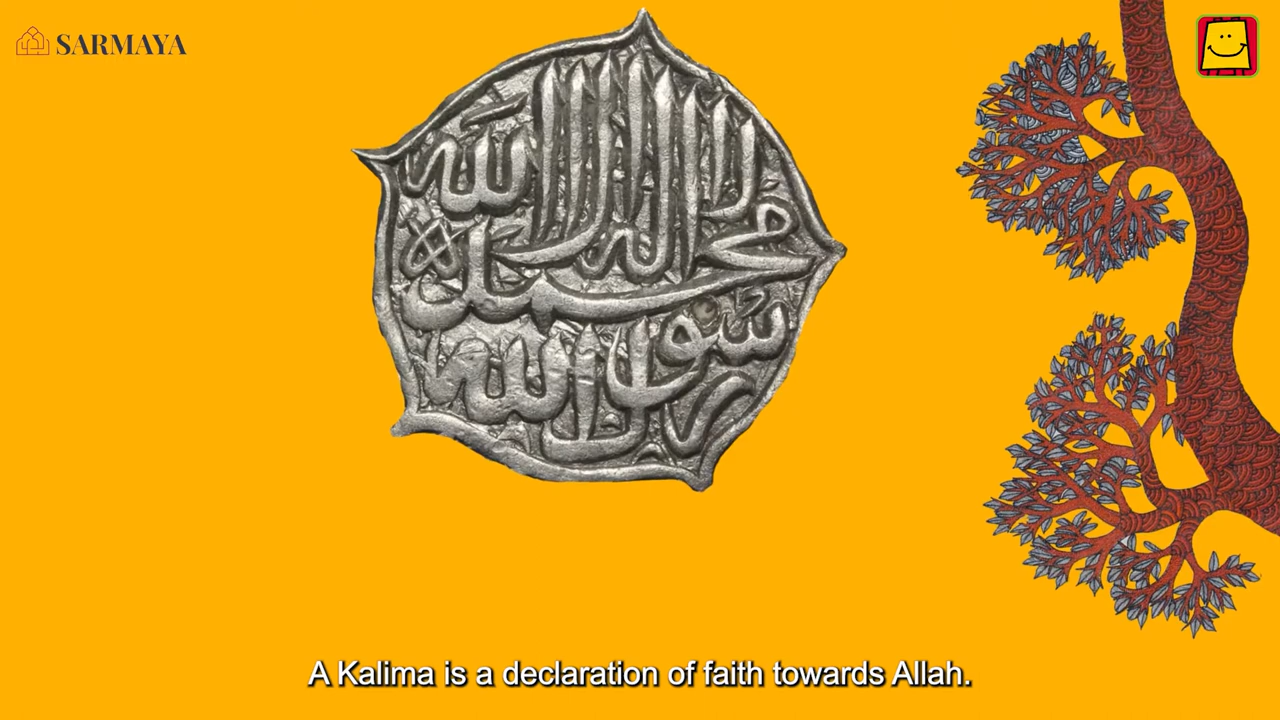 SARMAYA
لا اله الا الله
محمد
رسول الله
A Kalima is a declaration of faith towards Allah.